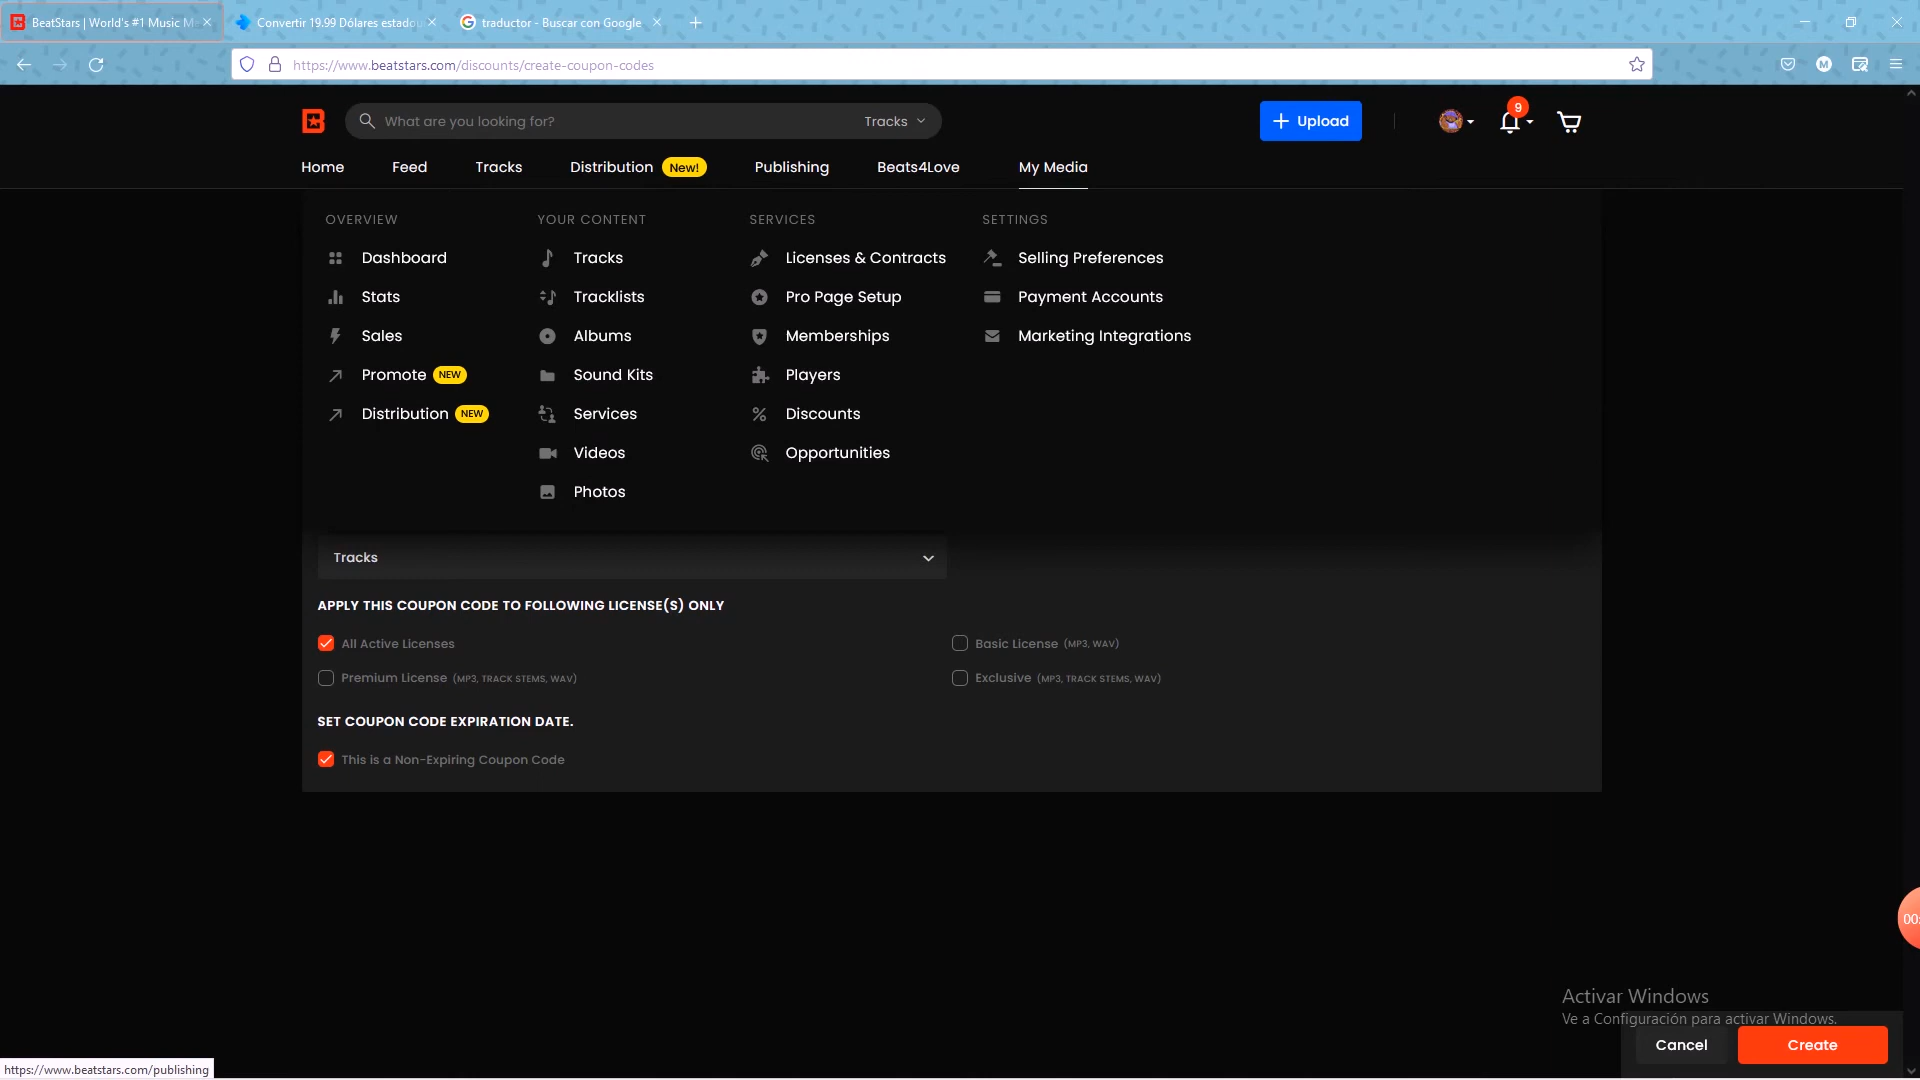 BeatStars | World's #1 Music M
Convertir 19.99 Dólares estadou
traductor - Buscar con Google
https://www.beatstars.com/discounts/create-coupon-codes
M
What are you looking for?
Tracks
Upload
9
Home
Feed
Tracks
Distribution New!
Publishing
Beats4Love
My Media
OVERVIEW
Dashboard
Stats
Sales
Promote NEW
Distribution NEW
YOUR CONTENT
Tracks
Tracklists
Albums
Sound Kits
Services
Videos
Photos
SERVICES
Licenses & Contracts
Pro Page Setup
Memberships
Players
Discounts
Opportunities
SETTINGS
Selling Preferences
Payment Accounts
Marketing Integrations
Tracks
APPLY THIS COUPON CODE TO FOLLOWING LICENSE(S) ONLY
All Active Licenses
Basic License (MP3, WAV)
Premium License (MP3, TRACK STEMS, WAV)
Exclusive (MP3, TRACK STEMS, WAV)
SET COUPON CODE EXPIRATION DATE.
This is a Non-Expiring Coupon Code
00:
Activar Windows
Ve a Configuración para activar Windows.
Cancel
Create
https://www.beatstars.com/publishing